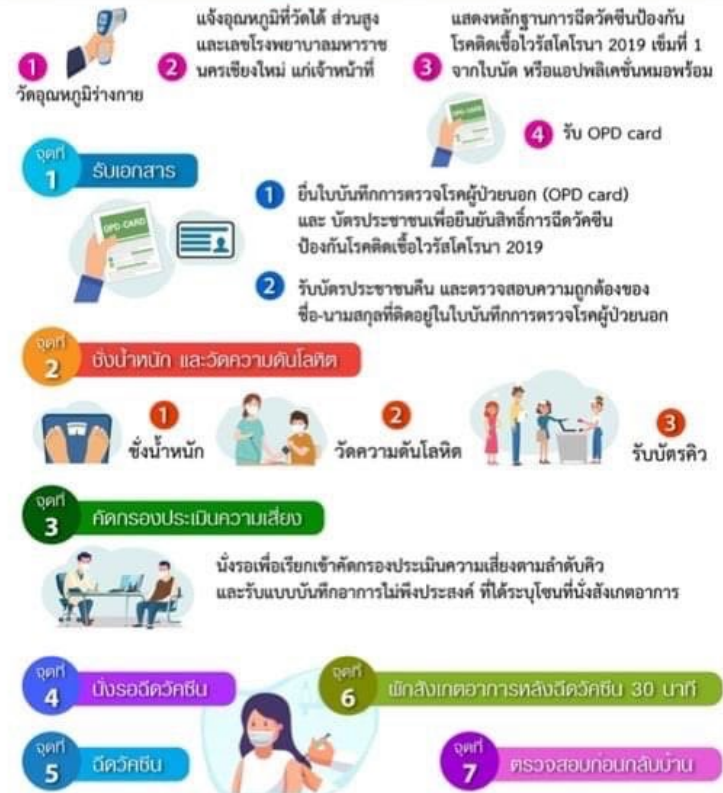 1
วัดอุณหภูมิร่างกาย
2
แจ้งอุณหภูมิที่วัดได้ ส่วนสูง
และเลขโรงพยาบาลมหาราช
นครเชียงใหม่ แก่เจ้าหน้าที่
3
แสดงหลักฐานการฉีดวัคซีนป้องกัน
โรคติดเชื้อไวรัสโคโรนา 2019 เข็มที่ 1
จากใบนัด หรือแอปพลิเคชั่นหมอพร้อม
4 รับ OPD card
จุดที่
1
รับเอกสาร
OPD-CARD
1 ยื่นใบบันทึกการตรวจโรคผู้ป่วยนอก (OPD card)
และ บัตรประชาชนเพื่อยืนยันสิทธิ์การฉีดวัคซีน
ป้องกันโรคติดเชื้อไวรัสโคโรนา 2019
2 รับบัตรประชาชนคืน และตรวจสอบความถูกต้องของ
ชื่อ-นามสกุลที่ติดอยู่ในใบบันทึกการตรวจโรคผู้ป่วยนอก
จุดที่
2
ชั่งน้ำหนัก และวัดความดันโลหิต
1
ชั่งน้ำหนัก
2
วัดความดันโลหิต
3
รับบัตรคิว
จุดที่
3
คัดกรองประเมินความเสี่ยง
นั่งรอเพื่อเรียกเข้าคัดกรองประเมินความเสี่ยงตามลำดับคิว
และรับแบบบันทึกอาการไม่พึงประสงค์ ที่ได้ระบุโซนที่นั่งสังเกตอาการ
จุดที่
4
นั่งรอฉีดวัคซีน
จุดที่
5
ฉีดวัคซีน
จุดที่
6
พักสังเกตอาการหลังฉีดวัคซีน 30 นาที
จุดที่
7
ตรวจสอบก่อนกลับบ้าน